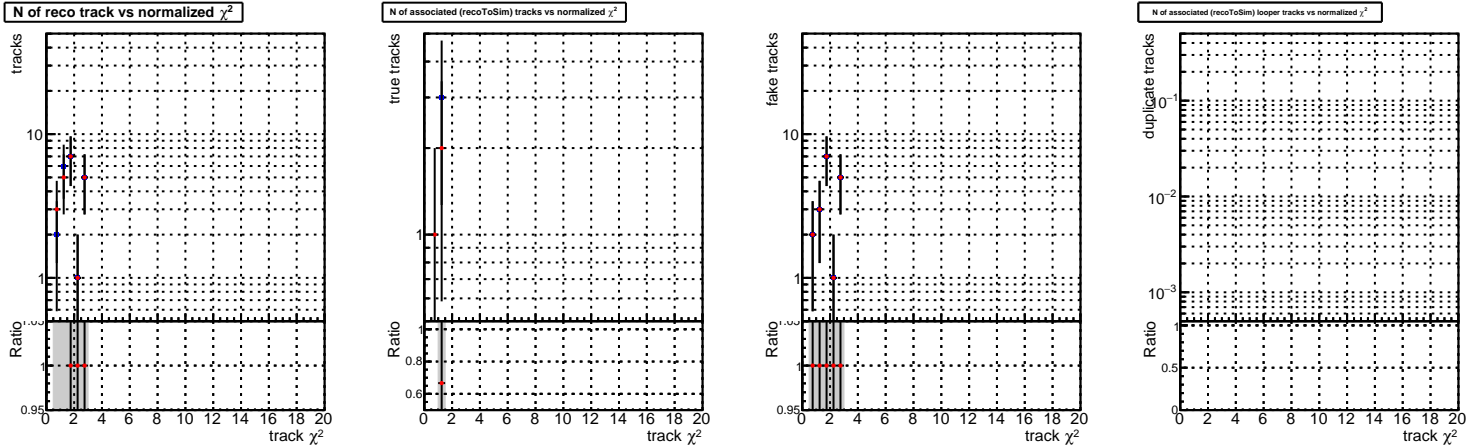 N of reco track vs normalized χ²
tracks
10
1
Ratio
1.05
1
0.95
0 2 4 6 8 10 12 14 16 18 20
track χ²
N of associated (recoToSim) tracks vs normalized χ²
true tracks
1
Ratio
1
0.8
0.6
0 2 4 6 8 10 12 14 16 18 20
track χ²
fake tracks
10
1
Ratio
1.05
1
0.95
0 2 4 6 8 10 12 14 16 18 20
track χ²
N of associated (recoToSim) looper tracks vs normalized χ²
duplicate tracks
10⁻¹
10⁻²
10⁻³
Ratio
1
0.5
0
0 2 4 6 8 10 12 14 16 18 20
track χ²